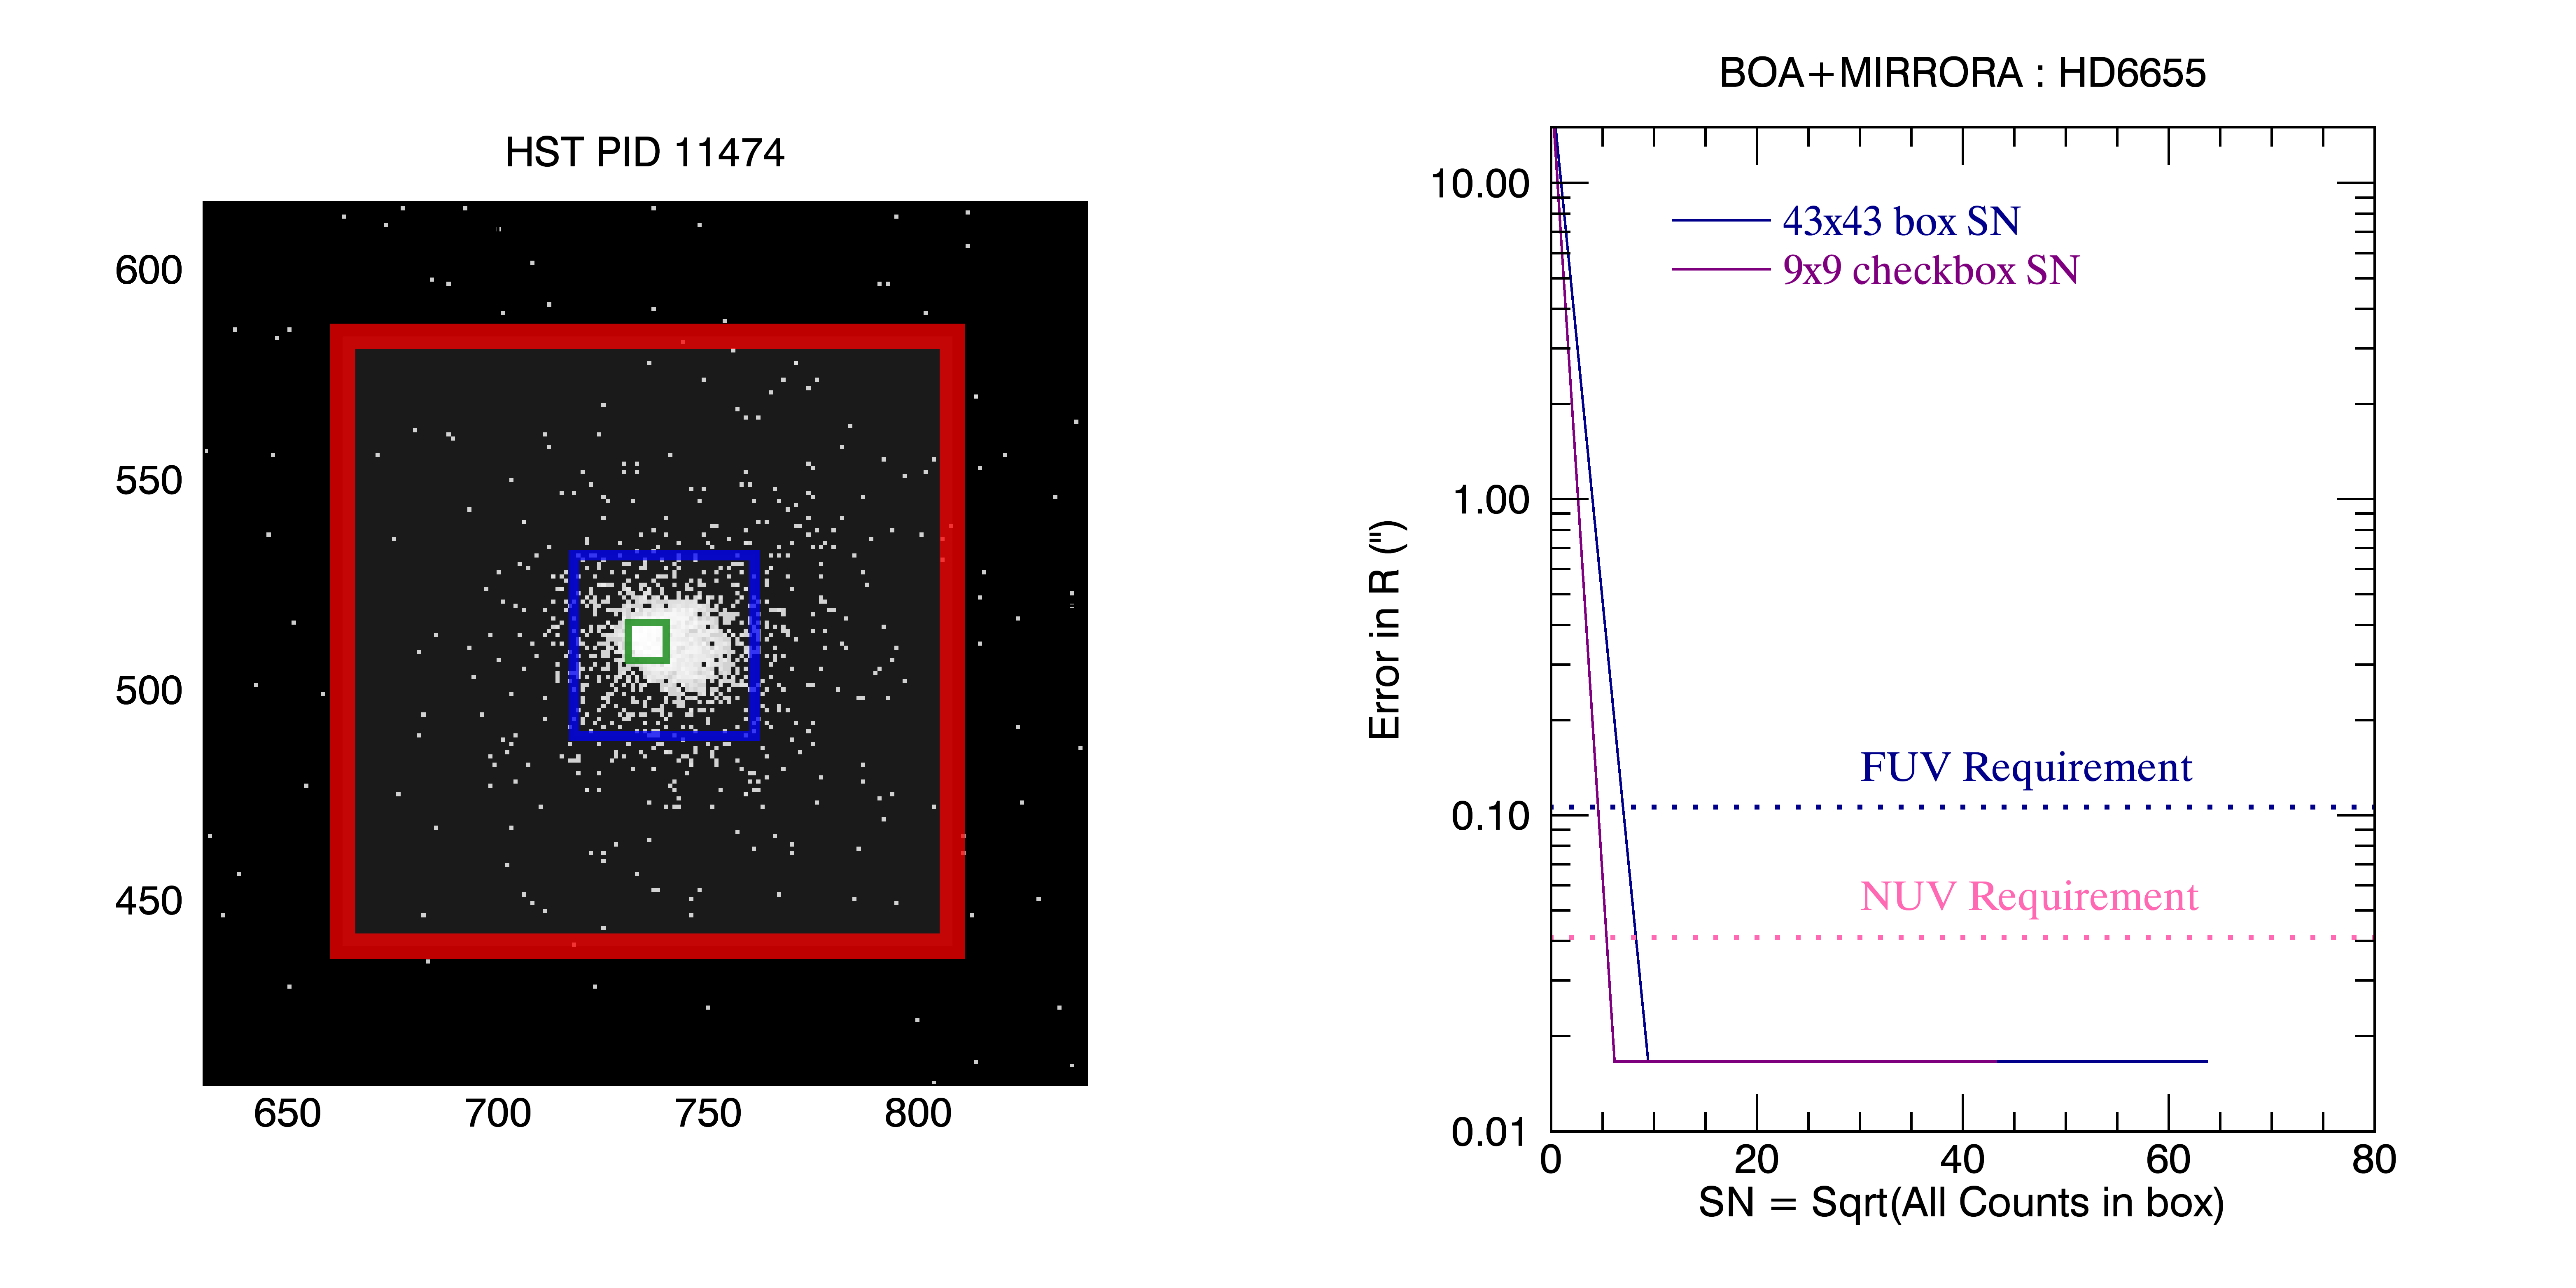 HST PID 11474
600
550
500
450
650 700 750 800
BOA+MIRRORA : HD6655
10.00
1.00
0.10
0.01
Error in R (")
43x43 box SN
9x9 checkbox SN
FUV Requirement
NUV Requirement
0 20 40 60 80
SN = Sqrt(All Counts in box)